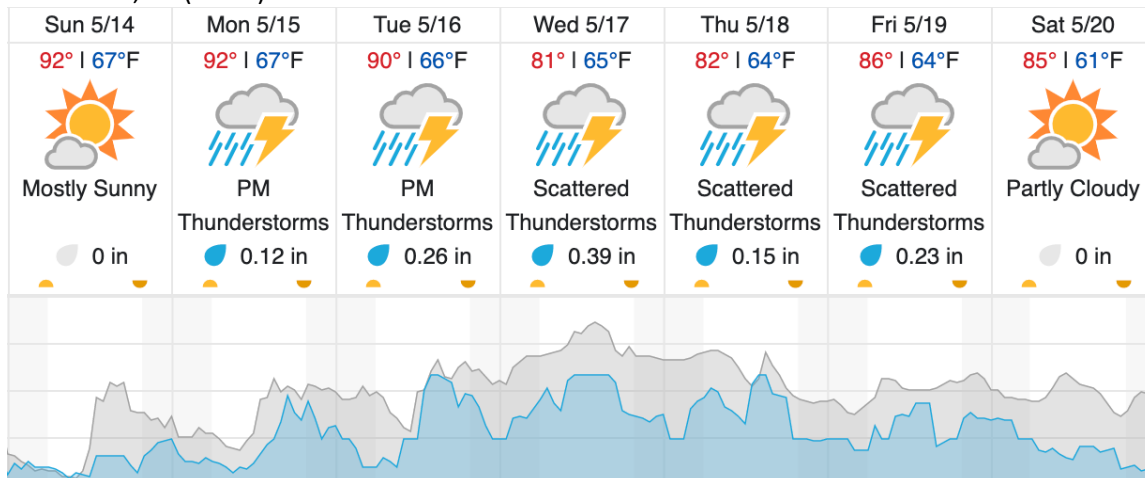 Sun 5/14 Mon 5/15 Tue 5/16 Wed 5/17 Thu 5/18 Fri 5/19 Sat 5/20
92° | 67°F 92° | 67°F 90° | 66°F 81° | 65°F 82° | 64°F 86° | 64°F 85° | 61°F
Mostly Sunny PM PM Scattered Scattered Scattered Partly Cloudy
Thunderstorms Thunderstorms Thunderstorms Thunderstorms Thunderstorms
0 in 0.12 in 0.26 in 0.39 in 0.15 in 0.23 in 0 in